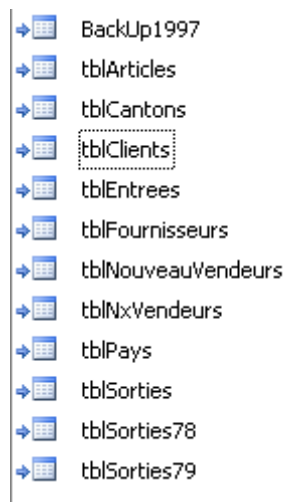 BackUp1997
tblArticles
tblCantons
tblClients
tblEntrees
tblFournisseurs
tblNouveauVendeurs
tblNxVendeurs
tblPays
tblSorties
tblSorties78
tblSorties79